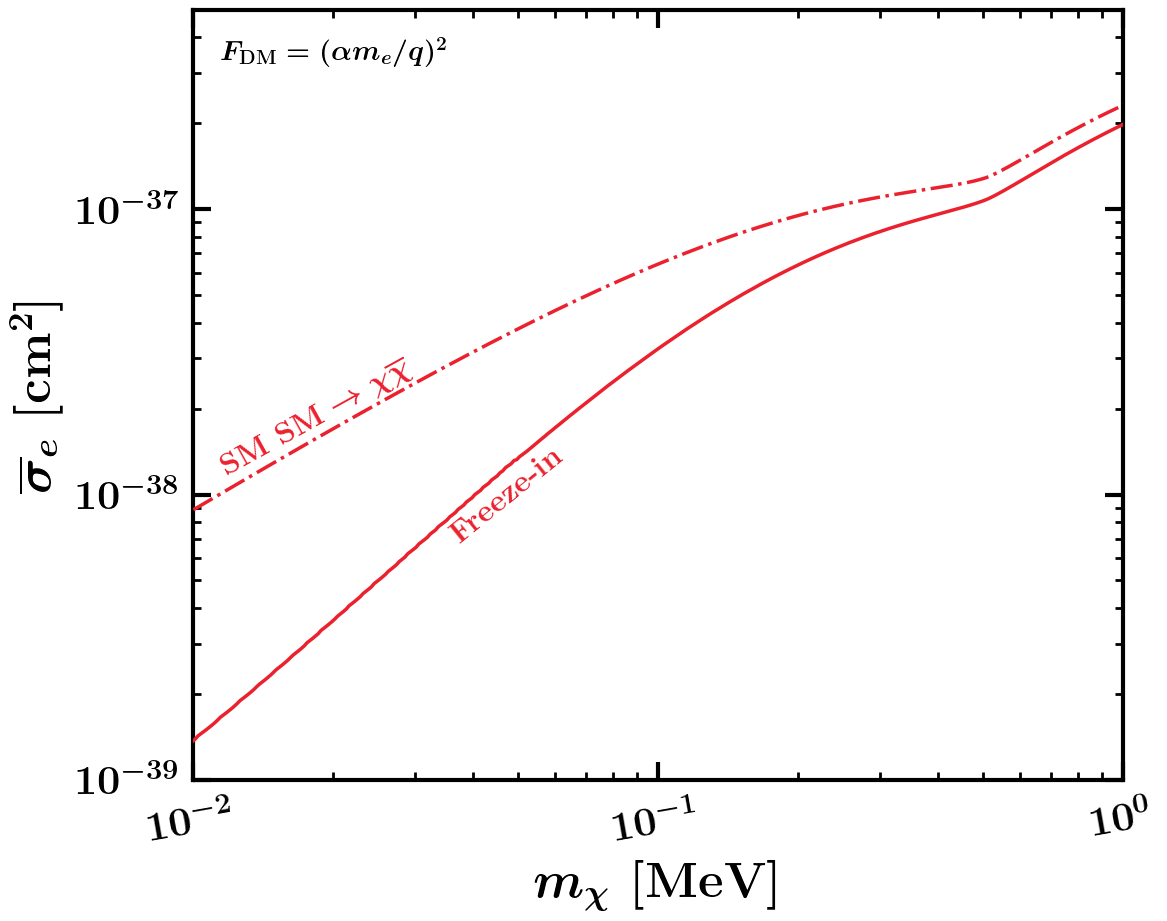 F_DM = (αm_e/q)^2
10^−37
10^−38
10^−39
σ̅_e [cm^2]
SM SM → χχ̅
Freeze-in
10^−2
10^−1
10^0
m_χ [MeV]